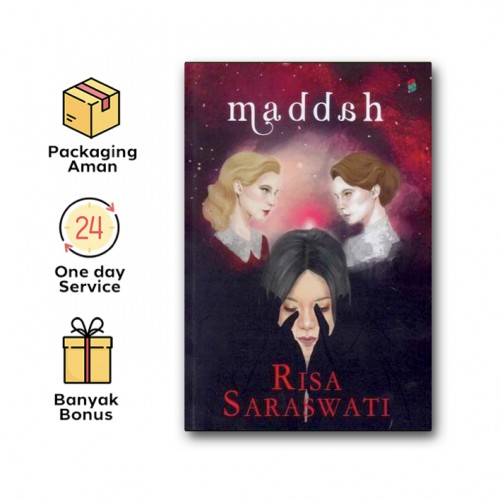 Packaging
Aman
24
One day
Service
Banyak
Bonus
maddah
RISA
SARASWATI